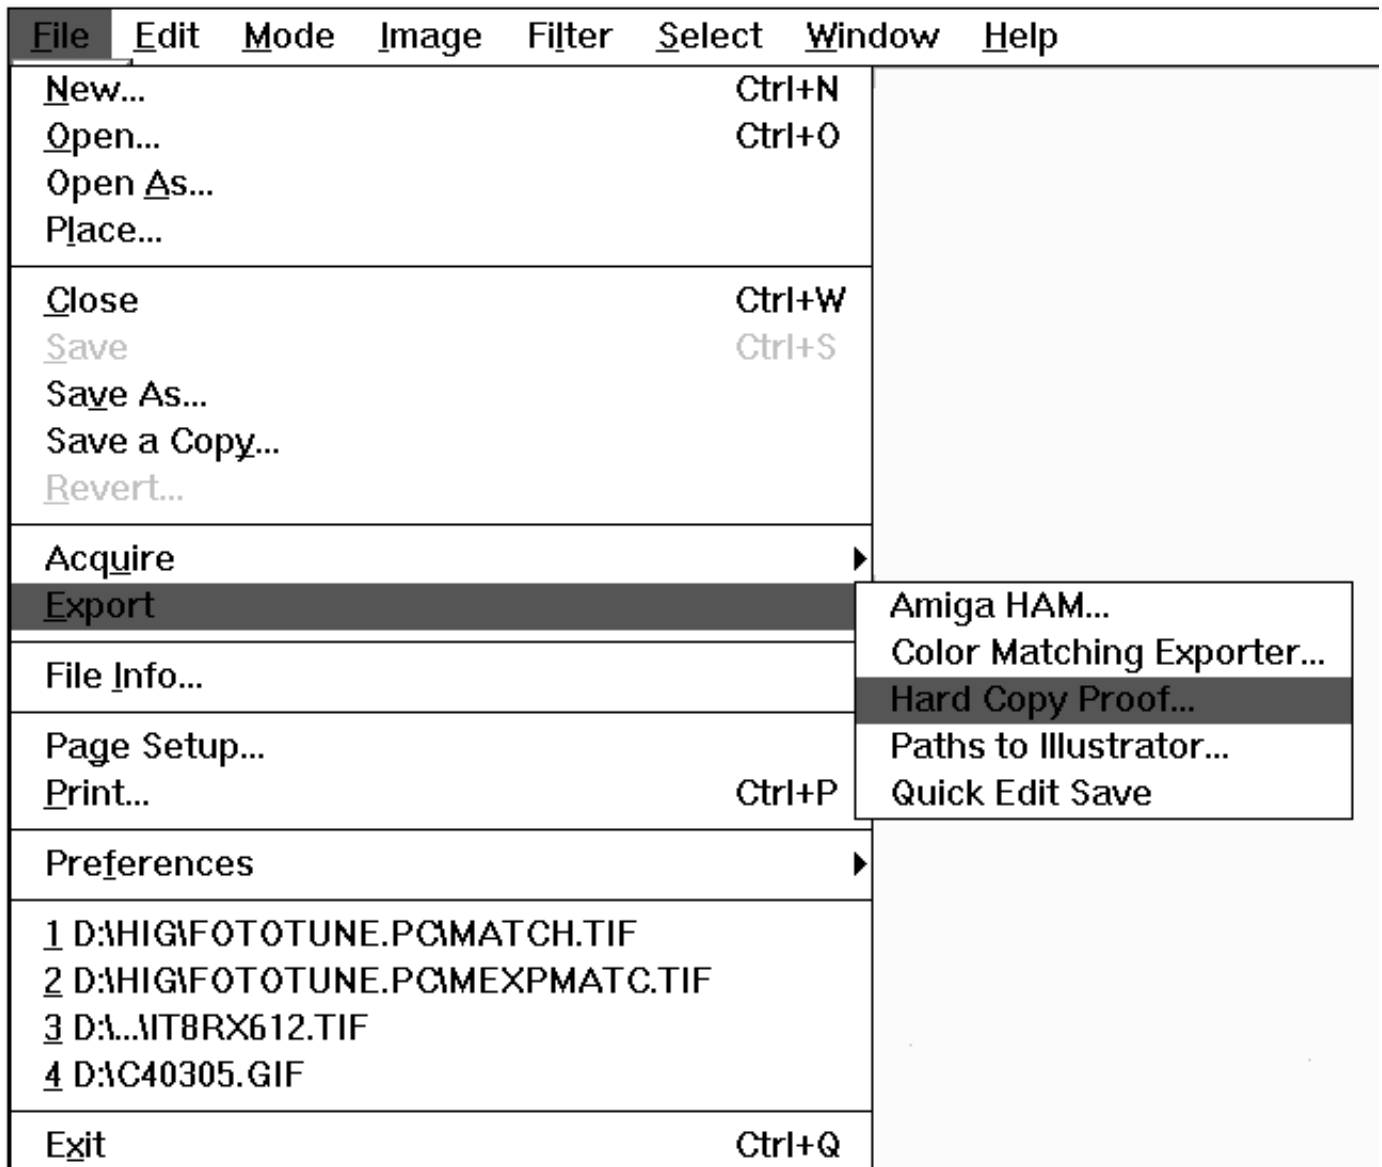 File Edit Mode Image Filter Select Window Help
New... Ctrl+N
Open... Ctrl+O
Open As...
Place...
Close Ctrl+W
Save Ctrl+S
Save As...
Save a Copy...
Revert...
Acquire
Export
Amiga HAM...
Color Matching Exporter...
Hard Copy Proof...
Paths to Illustrator...
Quick Edit Save
File Info...
Page Setup...
Print... Ctrl+P
Preferences
1 D:\HIG\FOTOTUNE.PC\MATCH.TIF
2 D:\HIG\FOTOTUNE.PC\MEXPMATC.TIF
3 D:\...\IT8RX612.TIF
4 D:\C40305.GIF
Exit Ctrl+Q